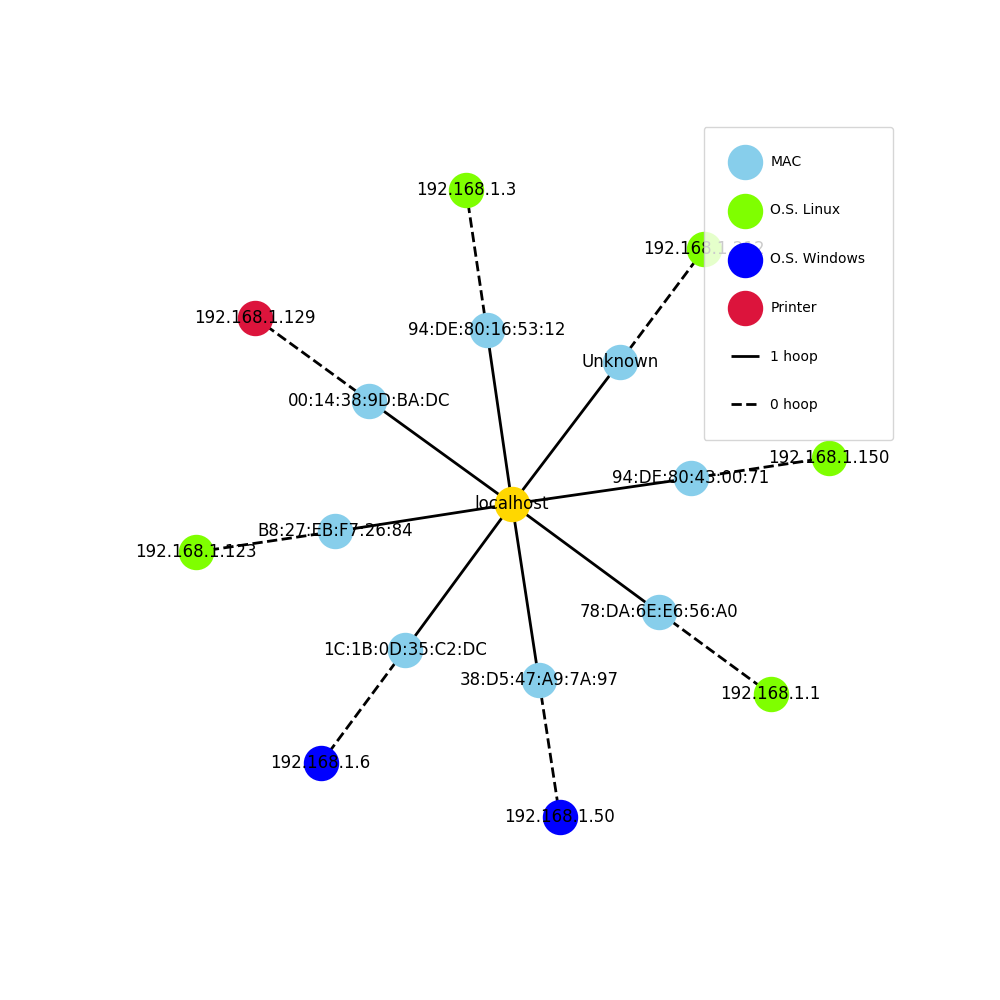 MAC
192.168.1.3
O.S. Linux
O.S. Windows
Printer
192.168.1.129
94:DE:80:16:53:12
1 hoop
Unknown
00:14:38:9D:BA:DC
0 hoop
192.168.1.150
94:DE:80:43:00:71
localhost
B8:27:EB:F7:26:84
192.168.1.123
78:DA:6E:E6:56:A0
1C:1B:0D:35:C2:DC
38:D5:47:A9:7A:97
192.168.1.1
192.168.1.6
192.168.1.50